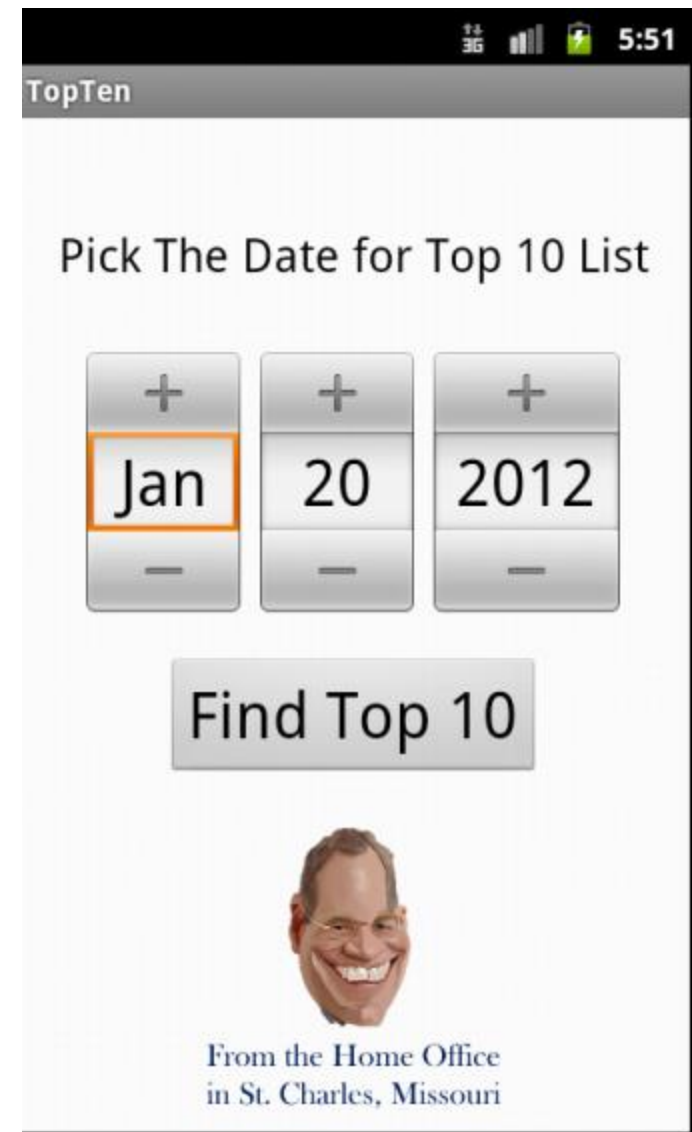 3G 5:51
TopTen
Pick The Date for Top 10 List
+ + +
Jan 20 2012
- - -
Find Top 10
From the Home Office
in St. Charles, Missouri